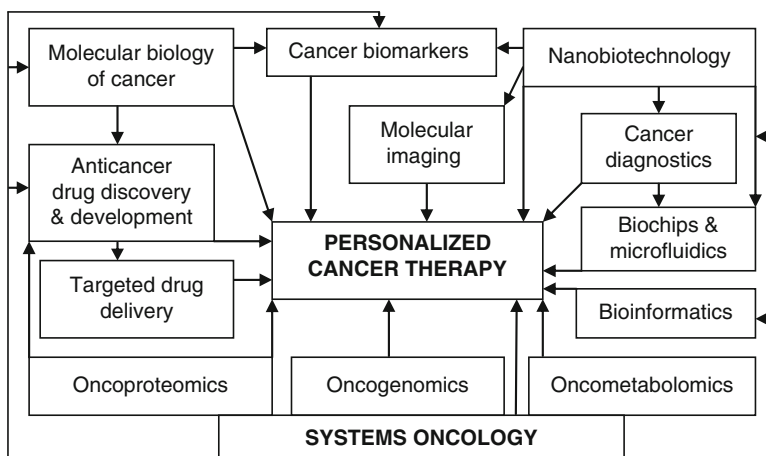 Molecular biology
of cancer
Cancer biomarkers
Nanobiotechnology
Molecular
imaging
Cancer
diagnostics
Anticancer
drug discovery
& development
PERSONALIZED
CANCER THERAPY
Biochips &
microfluidics
Targeted drug
delivery
Bioinformatics
Oncoproteomics
Oncogenomics
Oncometabolomics
SYSTEMS ONCOLOGY